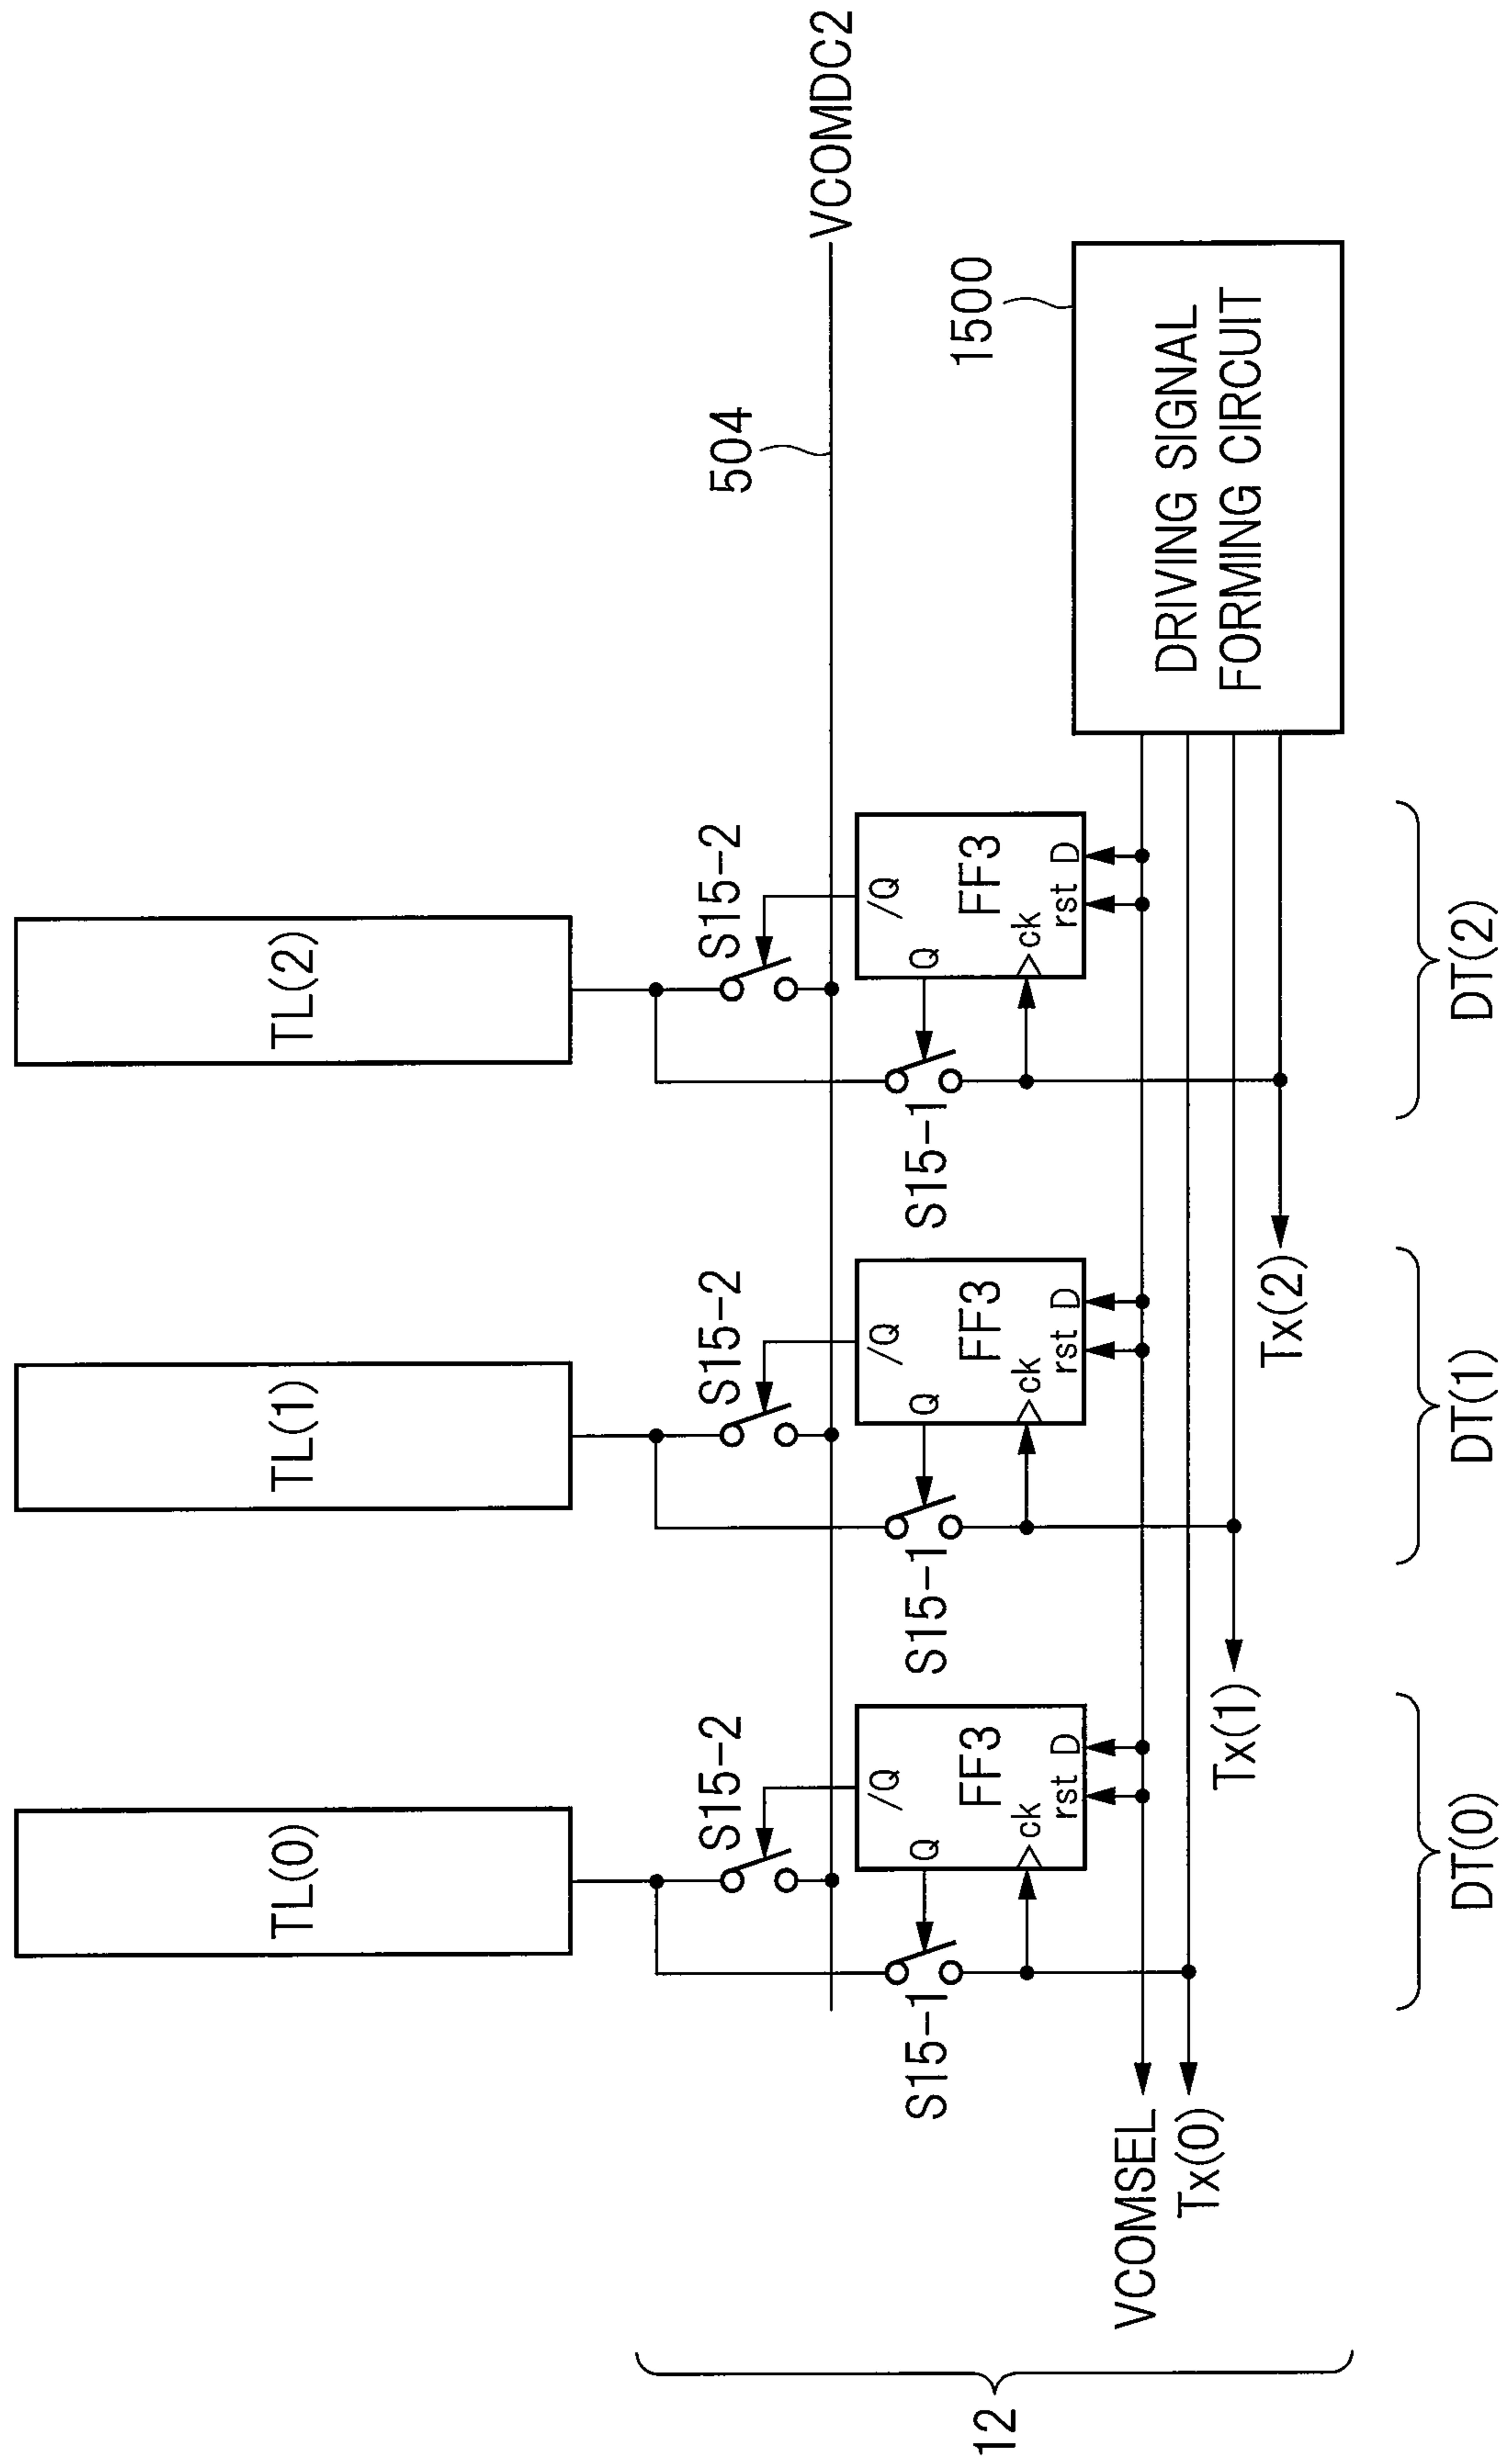 TL(0)
TL(1)
TL(2)
S15-2
S15-2
S15-2
504
VCOMDC2
S15-1
Q
/Q
FF3
ck
rst
D
S15-1
Q
/Q
FF3
ck
rst
D
S15-1
Q
/Q
FF3
ck
rst
D
1500
DRIVING SIGNAL
FORMING CIRCUIT
12
VCOMSEL
Tx(0)
Tx(1)
Tx(2)
DT(0)
DT(1)
DT(2)